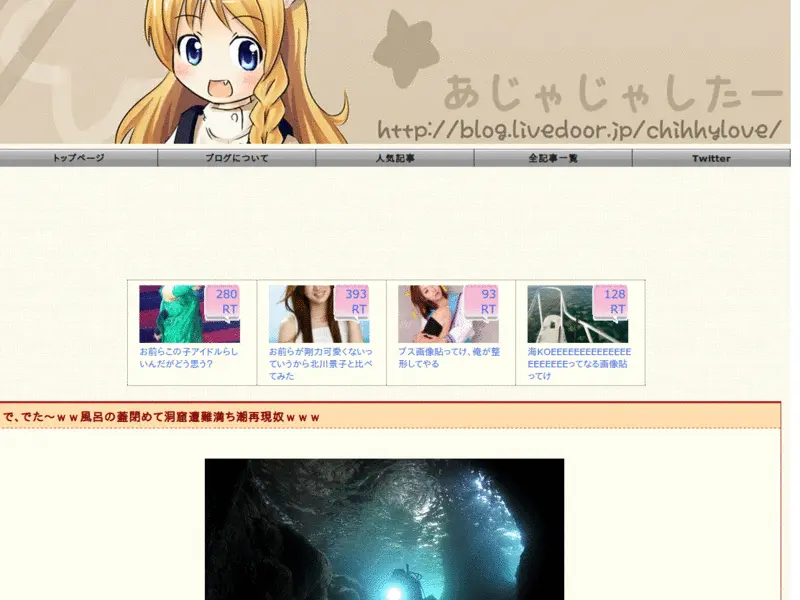 あじゃじゃしたー
http://blog.livedoor.jp/chihhylove/
トップページ
ブログについて
人気記事
全記事一覧
Twitter
280
RT
お前らこの子アイドルらし
いんだがどう思う?
393
RT
お前らが剛力可愛くないっ
ていうから北川景子と比べ
てみた
93
RT
ブス画像貼ってけ、俺が整
形してやる
128
RT
海KOEEEEEEEEEEEEEEE
EEEEEEEってなる画像貼
ってけ
で、でた~ｗｗ風呂の蓋閉めて洞窟遭難満ち潮再現奴ｗｗｗ